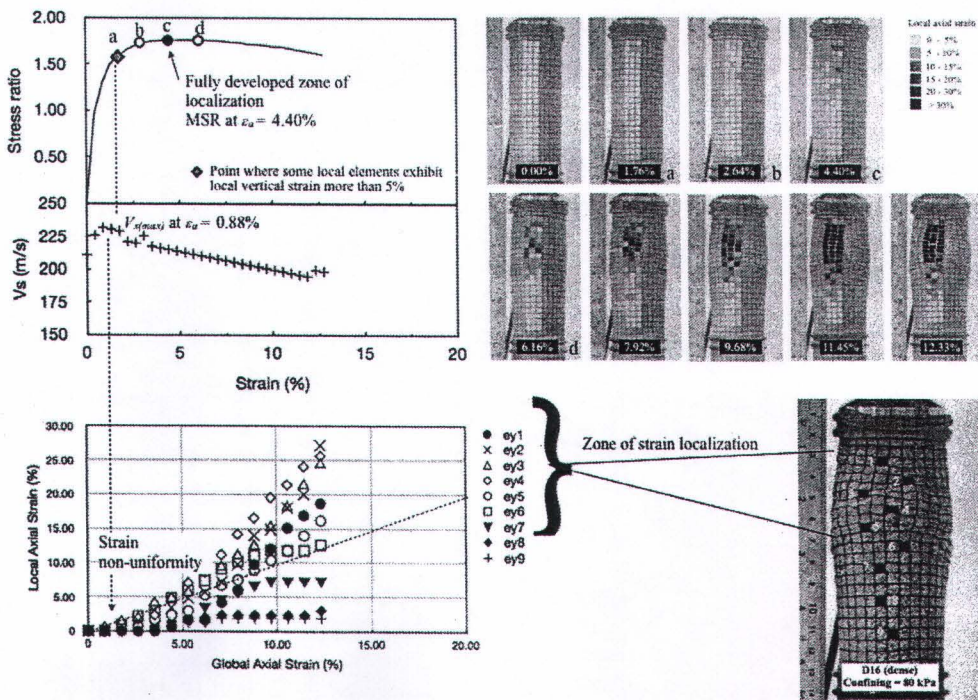 2.00
1.50
1.00
0.50
Stress ratio
a
b
c
d
Fully developed zone of
localization
MSR at εa = 4.40%
Point where some local elements exhibit
local vertical strain more than 5%
250
225
200
175
150
Vs (m/s)
Vs(max) at εa = 0.88%
0
5
10
15
20
Strain (%)
Local axial strain
0 - 5%
5 - 10%
10 - 15%
15 - 20%
20 - 30%
> 30%
0.00%
1.76%
a
2.64%
b
4.40%
c
6.16%
d
7.92%
9.68%
11.45%
12.33%
30.00
25.00
20.00
15.00
10.00
5.00
0
Local Axial Strain (%)
Strain
non-uniformity
0
5.00
10.00
15.00
20.00
Global Axial Strain (%)
ey1
ey2
ey3
ey4
ey5
ey6
ey7
ey8
ey9
Zone of strain localization
D16 (dense)
Confining = 80 kPa